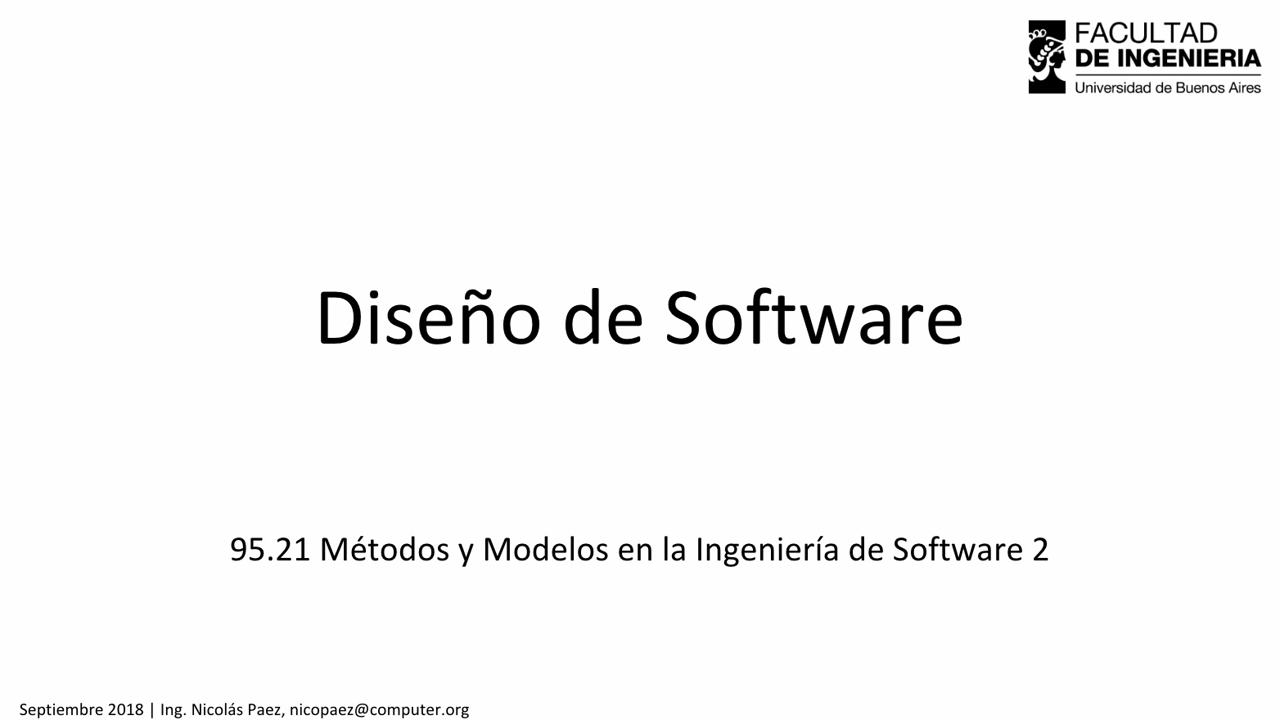 FACULTAD
DE INGENIERIA
Universidad de Buenos Aires
Diseño de Software
95.21 Métodos y Modelos en la Ingeniería de Software 2
Septiembre 2018 | Ing. Nicolás Paez, nicopaez@computer.org